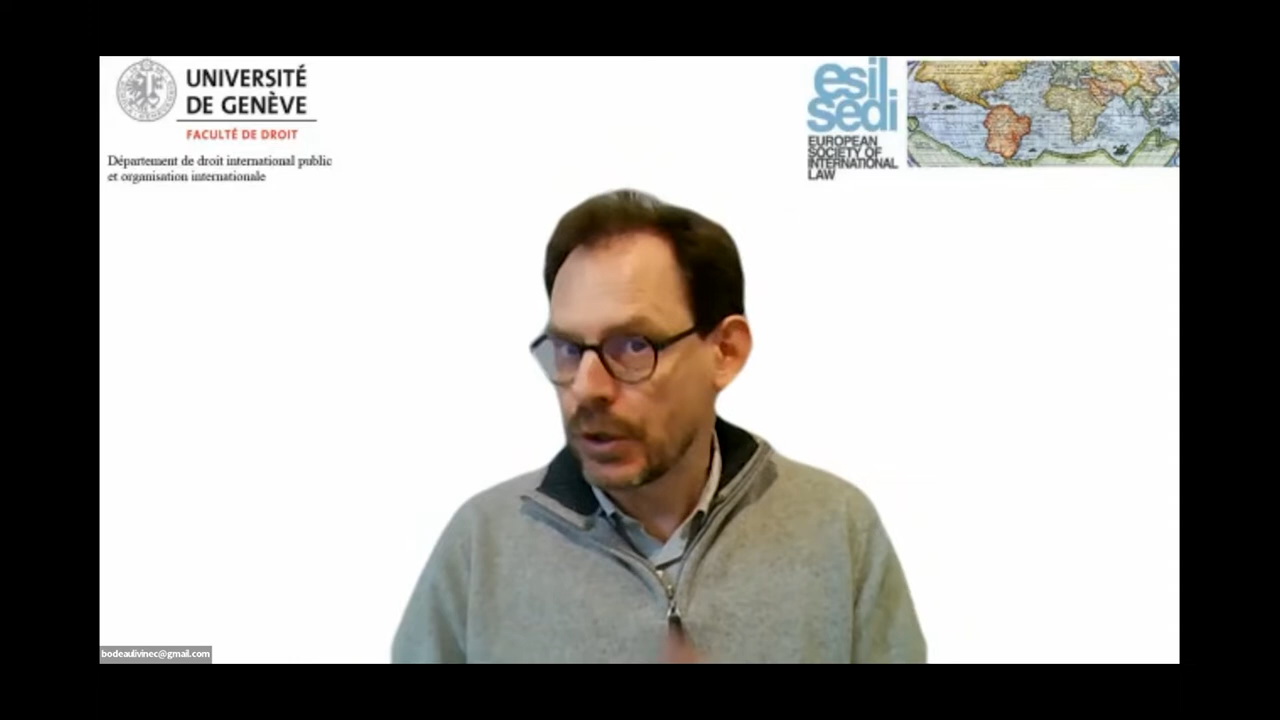 UNIVERSITÉ
DE GENÈVE
FACULTÉ DE DROIT
Département de droit international public
et organisation internationale
esil
sedi
EUROPEAN
SOCIETY OF
INTERNATIONAL
LAW
bodeaulivinec@gmail.com